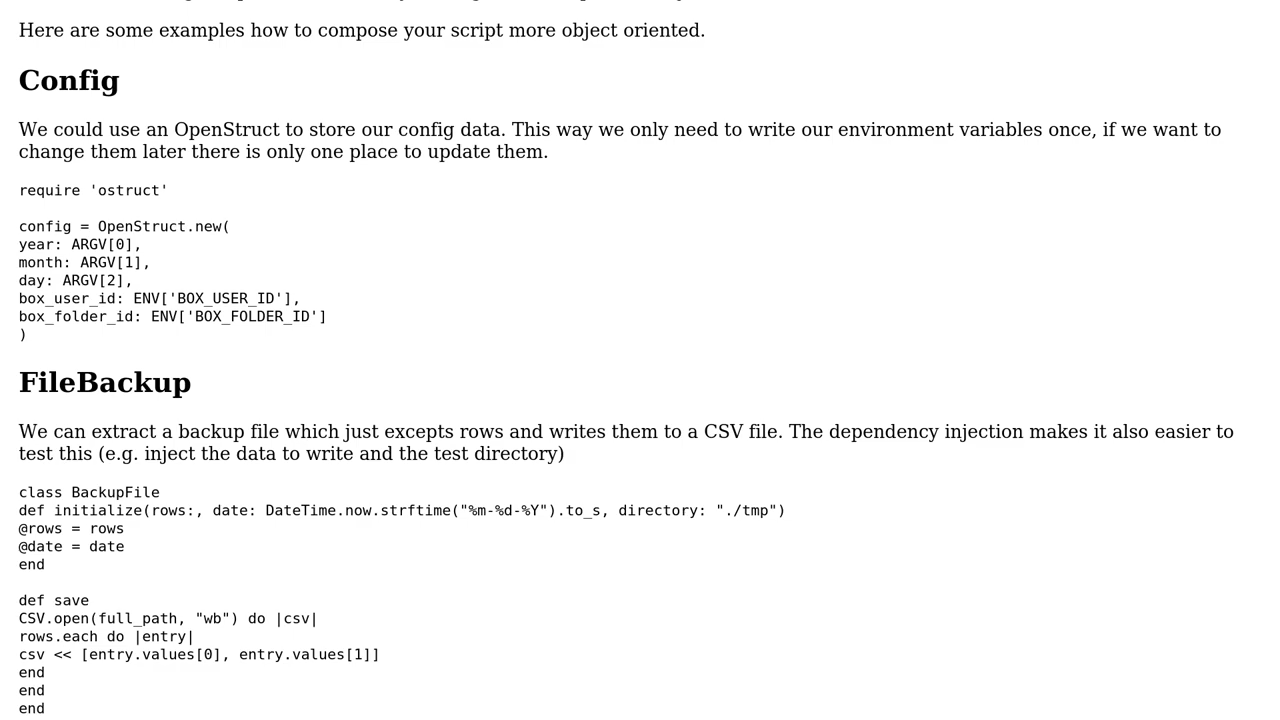 Here are some examples how to compose your script more object oriented.
Config
We could use an OpenStruct to store our config data. This way we only need to write our environment variables once, if we want to
change them later there is only one place to update them.
require 'ostruct'
config = OpenStruct.new(
year: ARGV[0],
month: ARGV[1],
day: ARGV[2],
box_user_id: ENV['BOX_USER_ID'],
box_folder_id: ENV['BOX_FOLDER_ID']
)
FileBackup
We can extract a backup file which just excepts rows and writes them to a CSV file. The dependency injection makes it also easier to
test this (e.g. inject the data to write and the test directory)
class BackupFile
def initialize(rows:, date: DateTime.now.strftime("%m-%d-%Y").to_s, directory: "./tmp")
@rows = rows
@date = date
end
def save
CSV.open(full_path, "wb") do |csv|
rows.each do |entry|
csv << [entry.values[0], entry.values[1]]
end
end
end